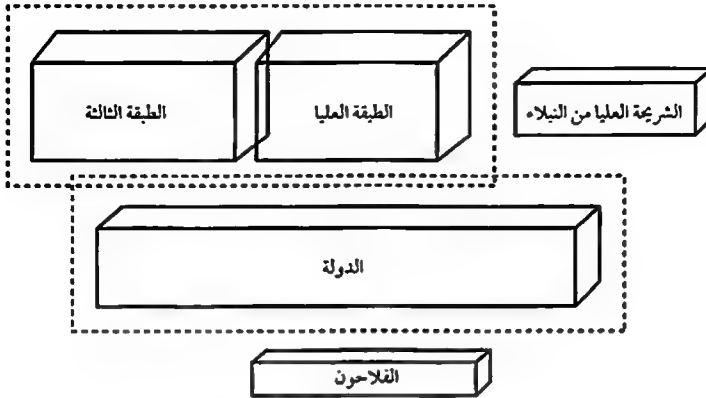 الشريحة العليا من النبلاء
الطبقة العليا
الطبقة الثالثة
الدولة
الفلاحون